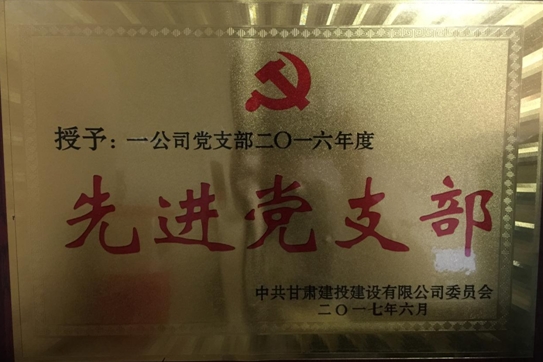 授予：一公司党支部二〇一六年度
先进党支部
中共甘肃建投建设有限公司委员会
二〇一七年六月